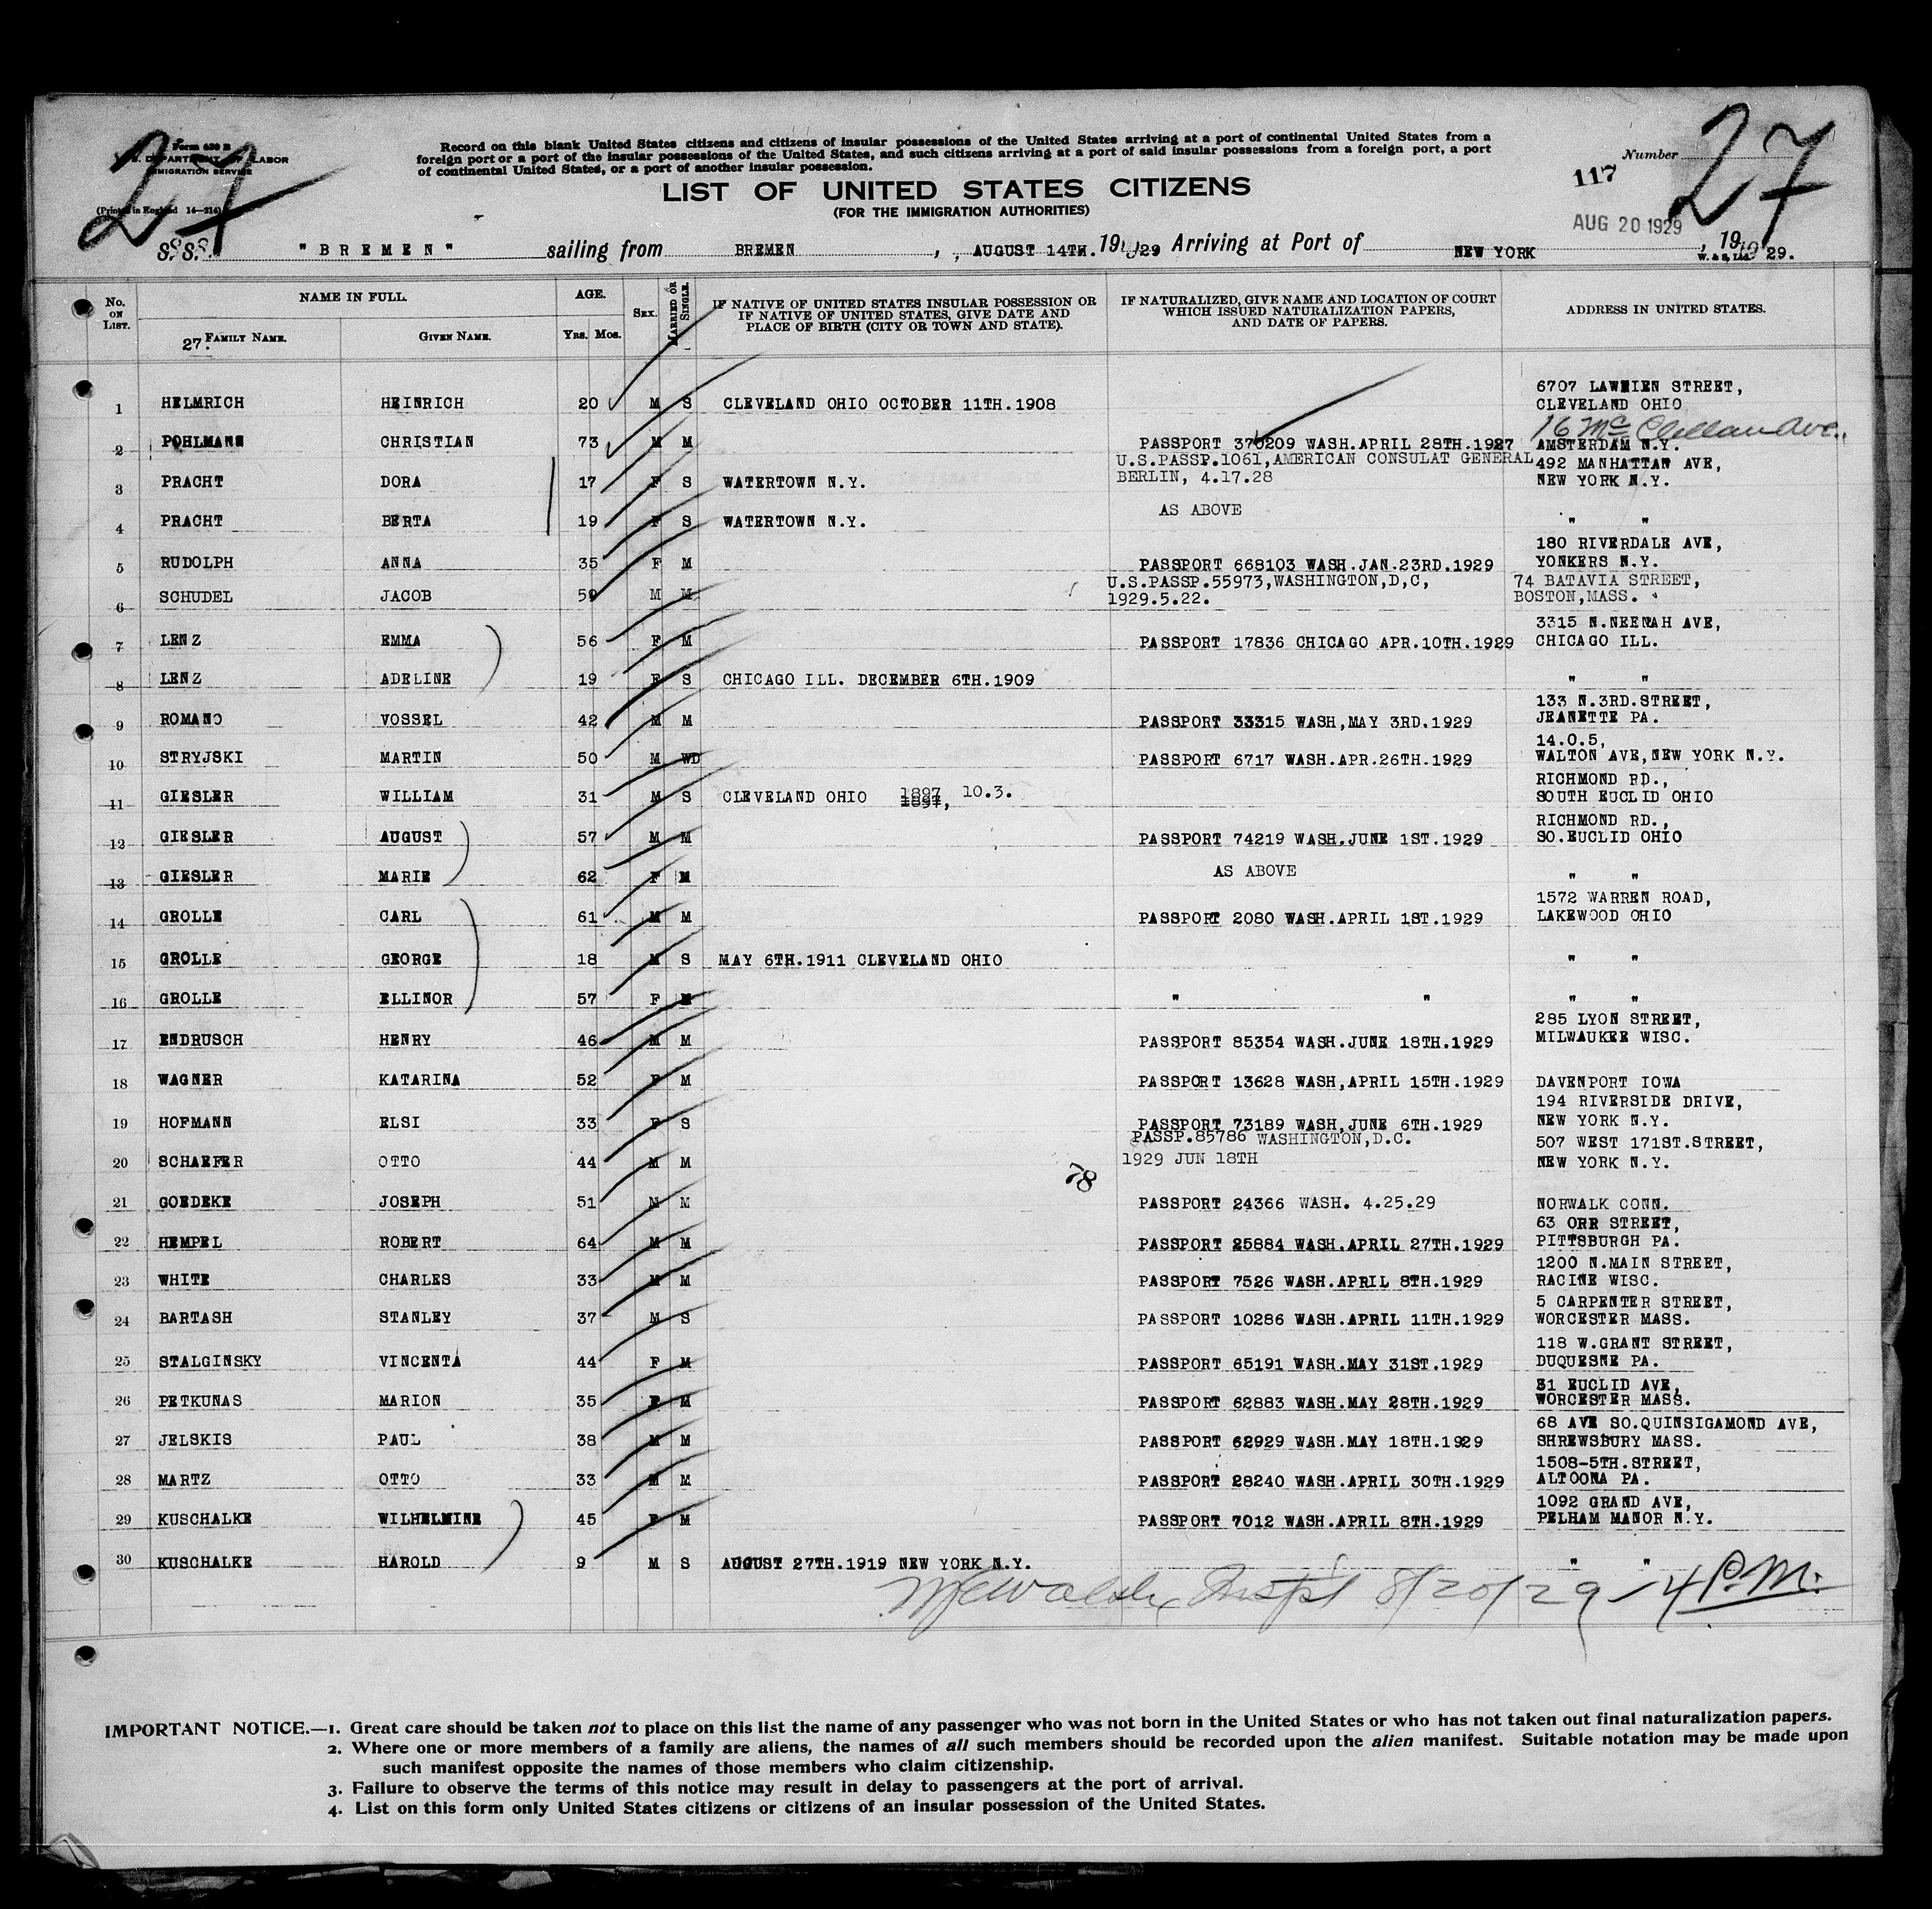 27
27
Form 630 B
U.S. DEPARTMENT OF LABOR
IMMIGRATION SERVICE
(Printed in England 14—214)
Record on this blank United States citizens and citizens of insular possessions of the United States arriving at a port of continental United States from a
foreign port or a port of the insular possessions of the United States, and such citizens arriving at a port of said insular possessions from a foreign port, a port
of continental United States, or a port of another insular possession.
Number
117
LIST OF UNITED STATES CITIZENS
(FOR THE IMMIGRATION AUTHORITIES)
AUG 20 1929
S.S. "BREMEN" sailing from BREMEN, AUGUST 14TH. 1929 Arriving at Port of NEW YORK, 1929.
W. & S. Ltd.
No. ON LIST. NAME IN FULL. AGE. SEX. MARRIED OR SINGLE. IF NATIVE OF UNITED STATES INSULAR POSSESSION OR IF NATIVE OF UNITED STATES, GIVE DATE AND PLACE OF BIRTH (CITY OR TOWN AND STATE). IF NATURALIZED, GIVE NAME AND LOCATION OF COURT WHICH ISSUED NATURALIZATION PAPERS, AND DATE OF PAPERS. ADDRESS IN UNITED STATES.
27. FAMILY NAME. GIVEN NAME. YRS. MOS.
6707 LAWNIEN STREET,
1 HELMRICH HEINRICH 20 M S CLEVELAND OHIO OCTOBER 11TH.1908 CLEVELAND OHIO
16 Mc Clellan Ave.,
2 POHLMANN CHRISTIAN 73 M M PASSPORT 370209 WASH.APRIL 28TH.1927 AMSTERDAM N.Y.
U.S.PASSP.1061,AMERICAN CONSULAT GENERAL 492 MANHATTAN AVE,
3 PRACHT DORA 17 F S WATERTOWN N.Y. BERLIN, 4.17.28 NEW YORK N.Y.
4 PRACHT BERTA 19 F S WATERTOWN N.Y. AS ABOVE " "
180 RIVERDALE AVE,
5 RUDOLPH ANNA 35 F M PASSPORT 668103 WASH.JAN.23RD.1929 YONKERS N.Y.
U.S.PASSP.55973,WASHINGTON,D,C, 74 BATAVIA STREET,
6 SCHUDEL JACOB 59 M M 1929.5.22. BOSTON,MASS.
3315 N.NEENAH AVE,
7 LENZ EMMA 56 F M PASSPORT 17836 CHICAGO APR.10TH.1929 CHICAGO ILL.
8 LENZ ADELINE 19 F S CHICAGO ILL. DECEMBER 6TH.1909 " "
133 N.3RD.STREET,
9 ROMANO VOSSEL 42 M M PASSPORT 33315 WASH,MAY 3RD.1929 JEANETTE PA.
14.0.5,
10 STRYJSKI MARTIN 50 M WD PASSPORT 6717 WASH.APR.26TH.1929 WALTON AVE,NEW YORK N.Y.
RICHMOND RD.,
11 GIESLER WILLIAM 31 M S CLEVELAND OHIO 1897, 10.3. SOUTH EUCLID OHIO
RICHMOND RD.,
12 GIESLER AUGUST 57 M M PASSPORT 74219 WASH.JUNE 1ST.1929 SO.EUCLID OHIO
13 GIESLER MARIE 62 F M AS ABOVE " "
1572 WARREN ROAD,
14 GROLLE CARL 61 M M PASSPORT 2080 WASH.APRIL 1ST.1929 LAKEWOOD OHIO
15 GROLLE GEORGE 18 M S MAY 6TH.1911 CLEVELAND OHIO " "
16 GROLLE ELLINOR 57 F M " " " "
285 LYON STREET,
17 ENDRUSCH HENRY 46 M M PASSPORT 85354 WASH.JUNE 18TH.1929 MILWAUKEE WISC.
18 WAGNER KATARINA 52 F M PASSPORT 13628 WASH,APRIL 15TH.1929 DAVENPORT IOWA
194 RIVERSIDE DRIVE,
19 HOFMANN ELSI 33 F S PASSPORT 73189 WASH,JUNE 6TH.1929 NEW YORK N.Y.
PASSP.85786 WASHINGTON,D.C. 507 WEST 171ST.STREET,
20 SCHAEFER OTTO 44 M M 1929 JUN 18TH NEW YORK N.Y.
78
21 GOEDEKE JOSEPH 51 M M PASSPORT 24366 WASH. 4.25.29 NORWALK CONN.
63 ORR STREET,
22 HEMPEL ROBERT 64 M M PASSPORT 25884 WASH.APRIL 27TH.1929 PITTSBURGH PA.
1200 N.MAIN STREET,
23 WHITE CHARLES 33 M M PASSPORT 7526 WASH.APRIL 8TH.1929 RACINE WISC.
5 CARPENTER STREET,
24 BARTASH STANLEY 37 M S PASSPORT 10286 WASH.APRIL 11TH.1929 WORCESTER MASS.
118 W.GRANT STREET,
25 STALGINSKY VINCENTA 44 F M PASSPORT 65191 WASH.MAY 31ST.1929 DUQUESNE PA.
31 EUCLID AVE,
26 PETKUNAS MARION 35 F M PASSPORT 62883 WASH.MAY 28TH.1929 WORCESTER MASS.
68 AVE SO.QUINSIGAMOND AVE,
27 JELSKIS PAUL 38 M M PASSPORT 62929 WASH.MAY 18TH.1929 SHREWSBURY MASS.
1508-5TH.STREET,
28 MARTZ OTTO 33 M M PASSPORT 28240 WASH.APRIL 30TH.1929 ALTOONA PA.
1092 GRAND AVE,
29 KUSCHALKE WILHELMINE 45 F M PASSPORT 7012 WASH.APRIL 8TH.1929 PELHAM MANOR N.Y.
30 KUSCHALKE HAROLD 9 M S AUGUST 27TH.1919 NEW YORK N.Y. " "
Insp't 8/20/29 - 4 P.M.
IMPORTANT NOTICE.—1. Great care should be taken not to place on this list the name of any passenger who was not born in the United States or who has not taken out final naturalization papers.
2. Where one or more members of a family are aliens, the names of all such members should be recorded upon the alien manifest. Suitable notation may be made upon
such manifest opposite the names of those members who claim citizenship.
3. Failure to observe the terms of this notice may result in delay to passengers at the port of arrival.
4. List on this form only United States citizens or citizens of an insular possession of the United States.